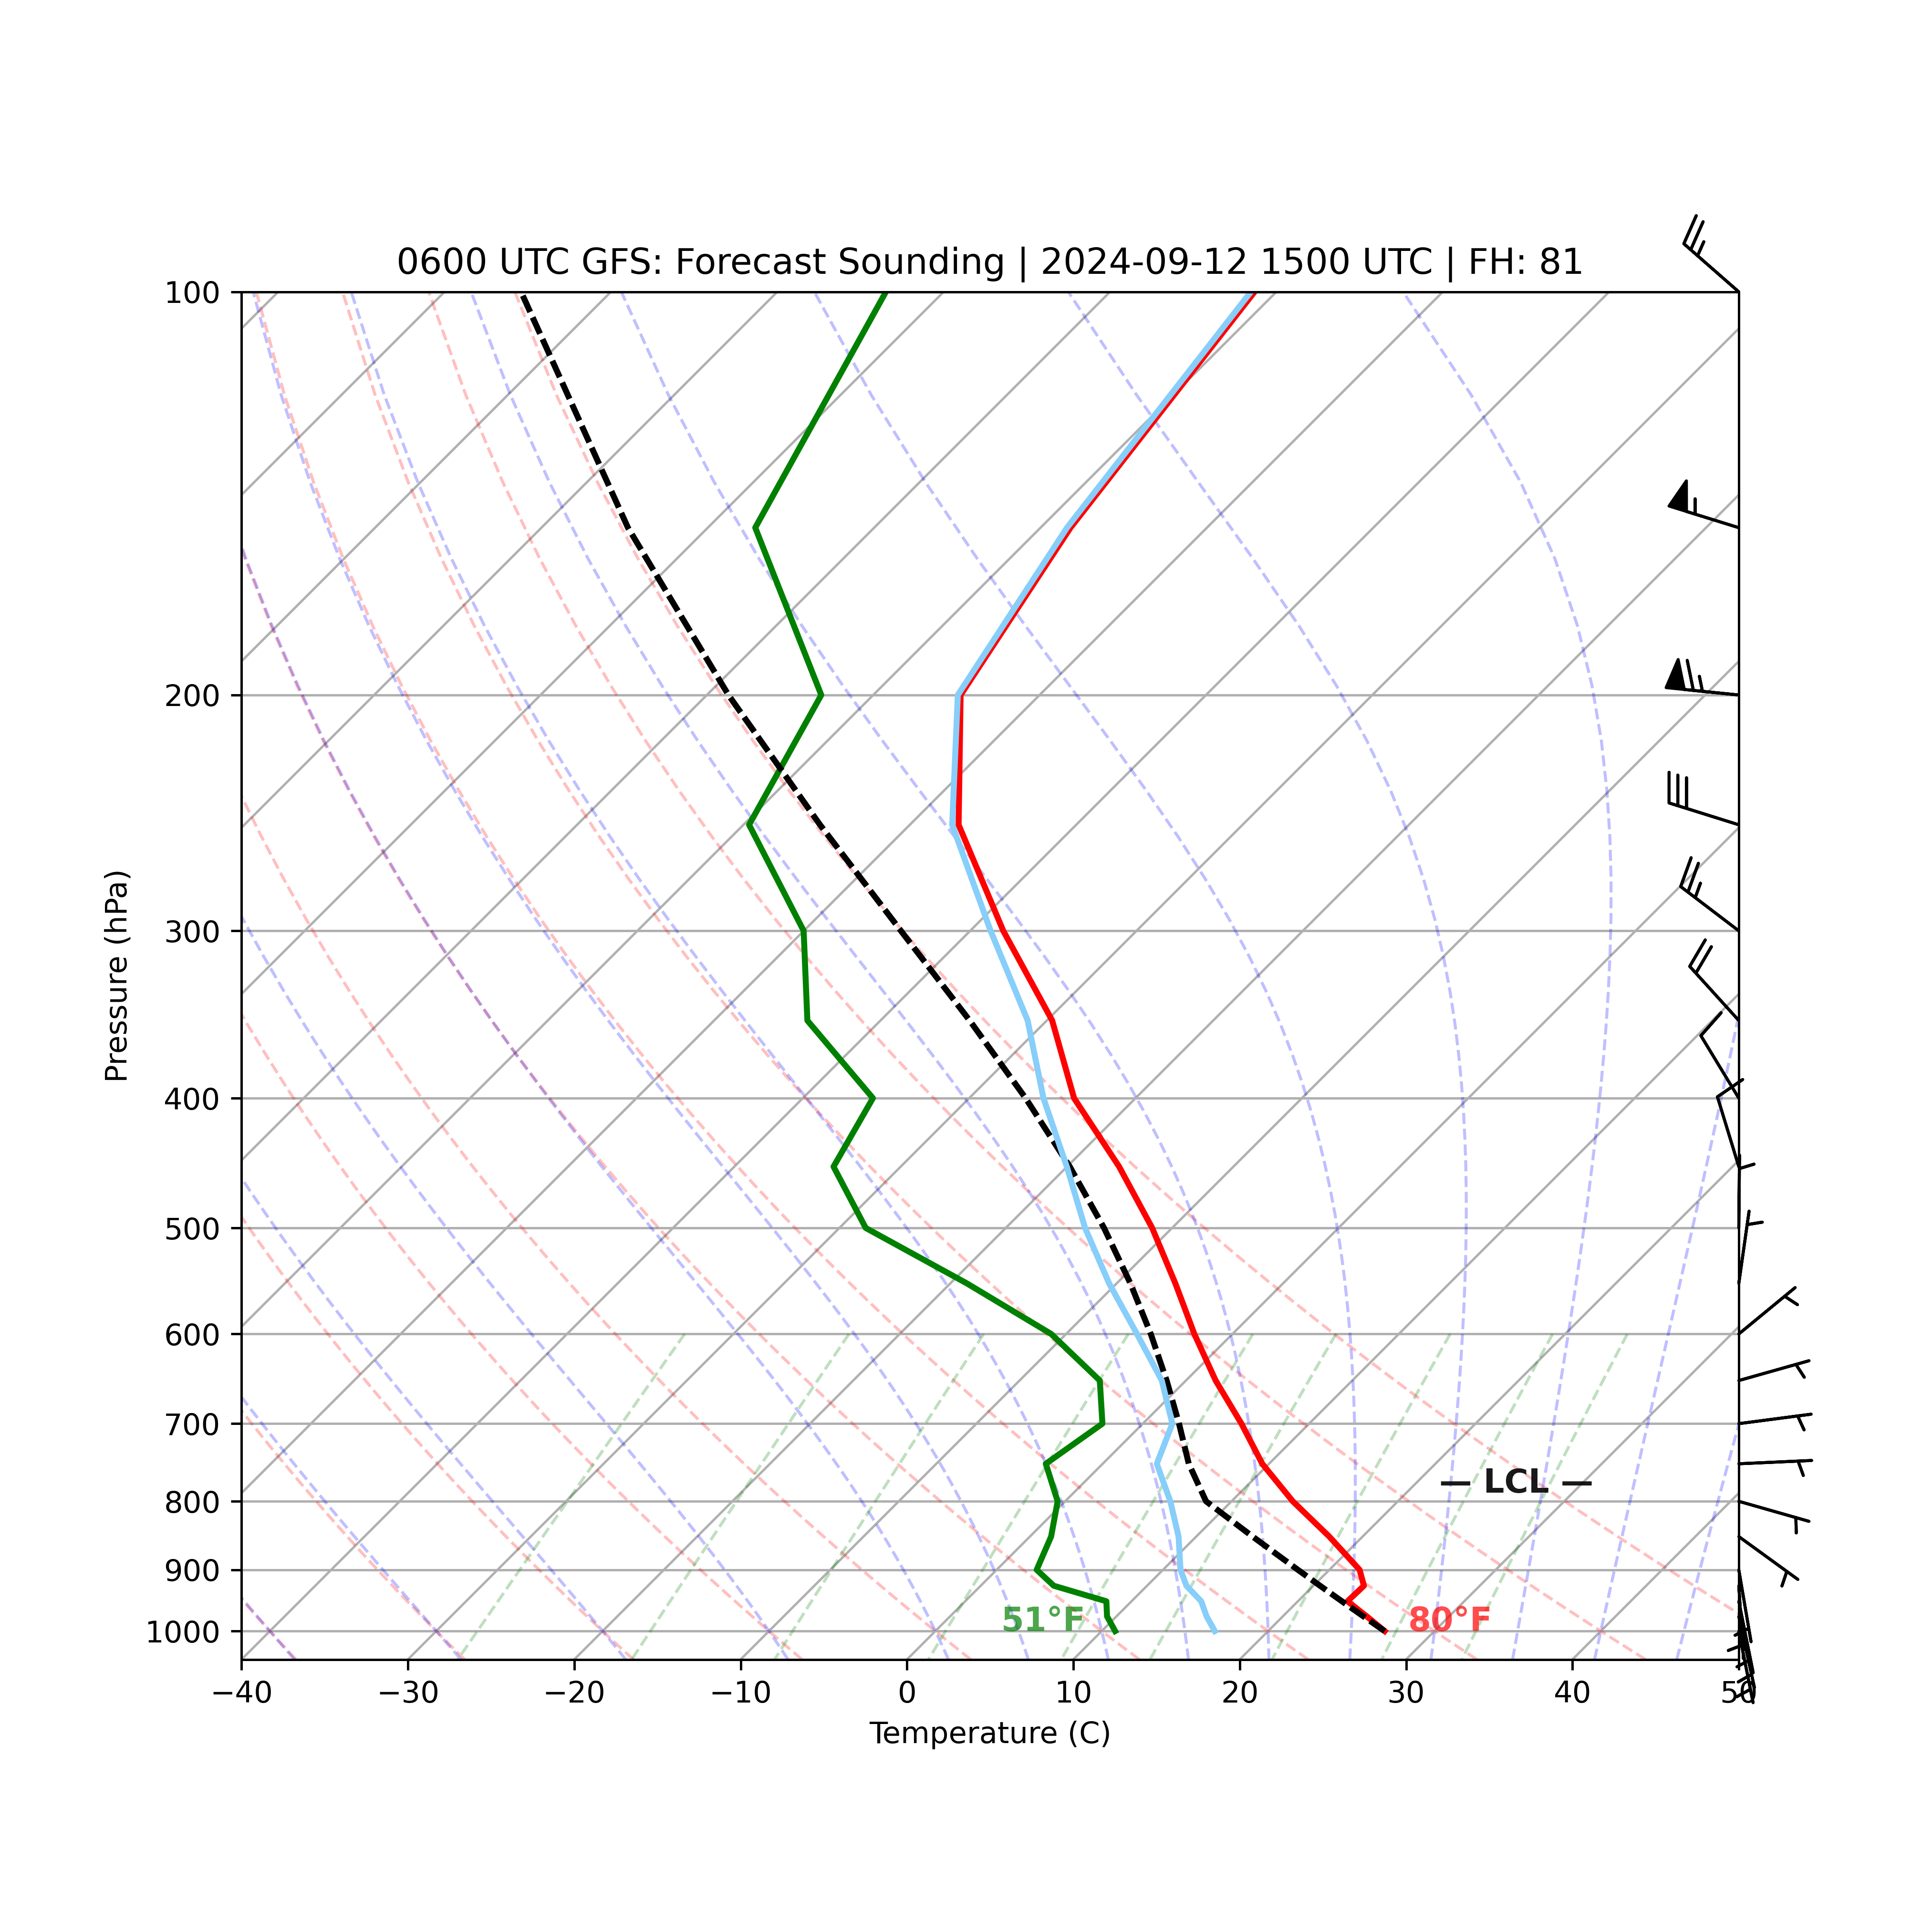 0600 UTC GFS: Forecast Sounding | 2024-09-12 1500 UTC | FH: 81
100
200
300
400
500
600
700
800
900
1000
Pressure (hPa)
— LCL —
51°F
80°F
−40 −30 −20 −10 0 10 20 30 40 50
Temperature (C)